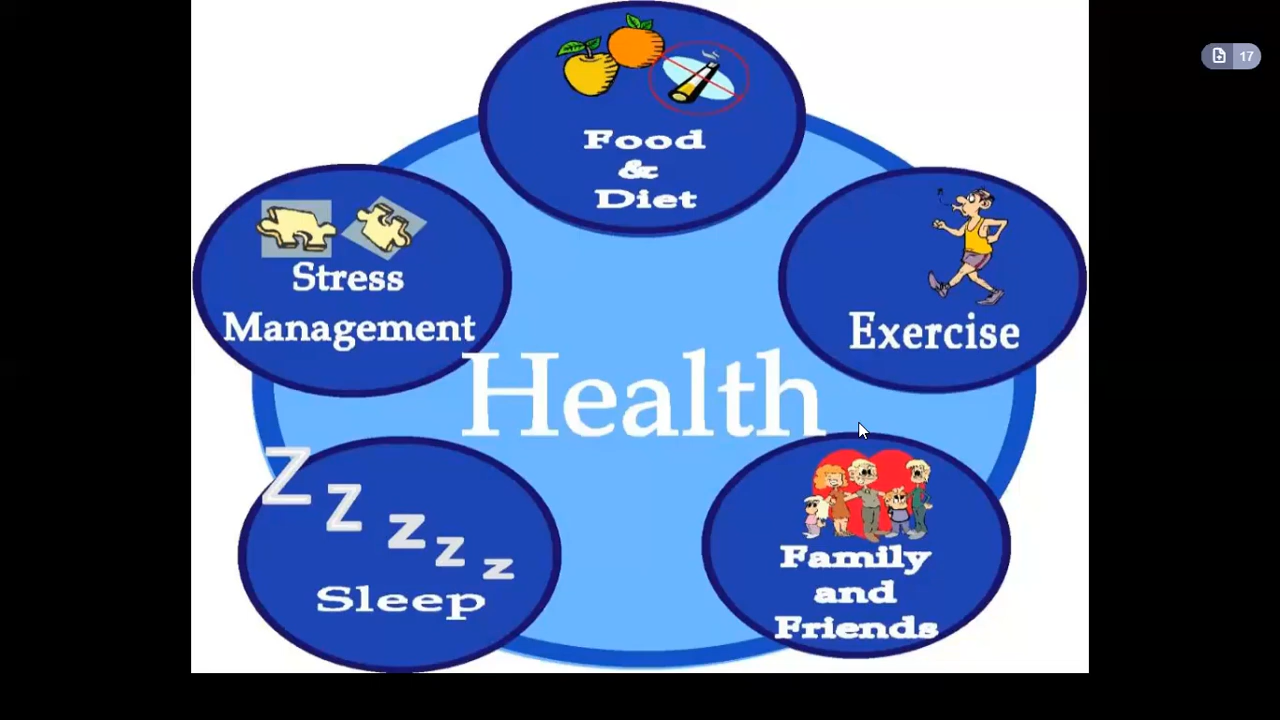 17
Food
&
Diet
Stress
Management
Exercise
Health
Z Z z z z
Sleep
Family
and
Friends